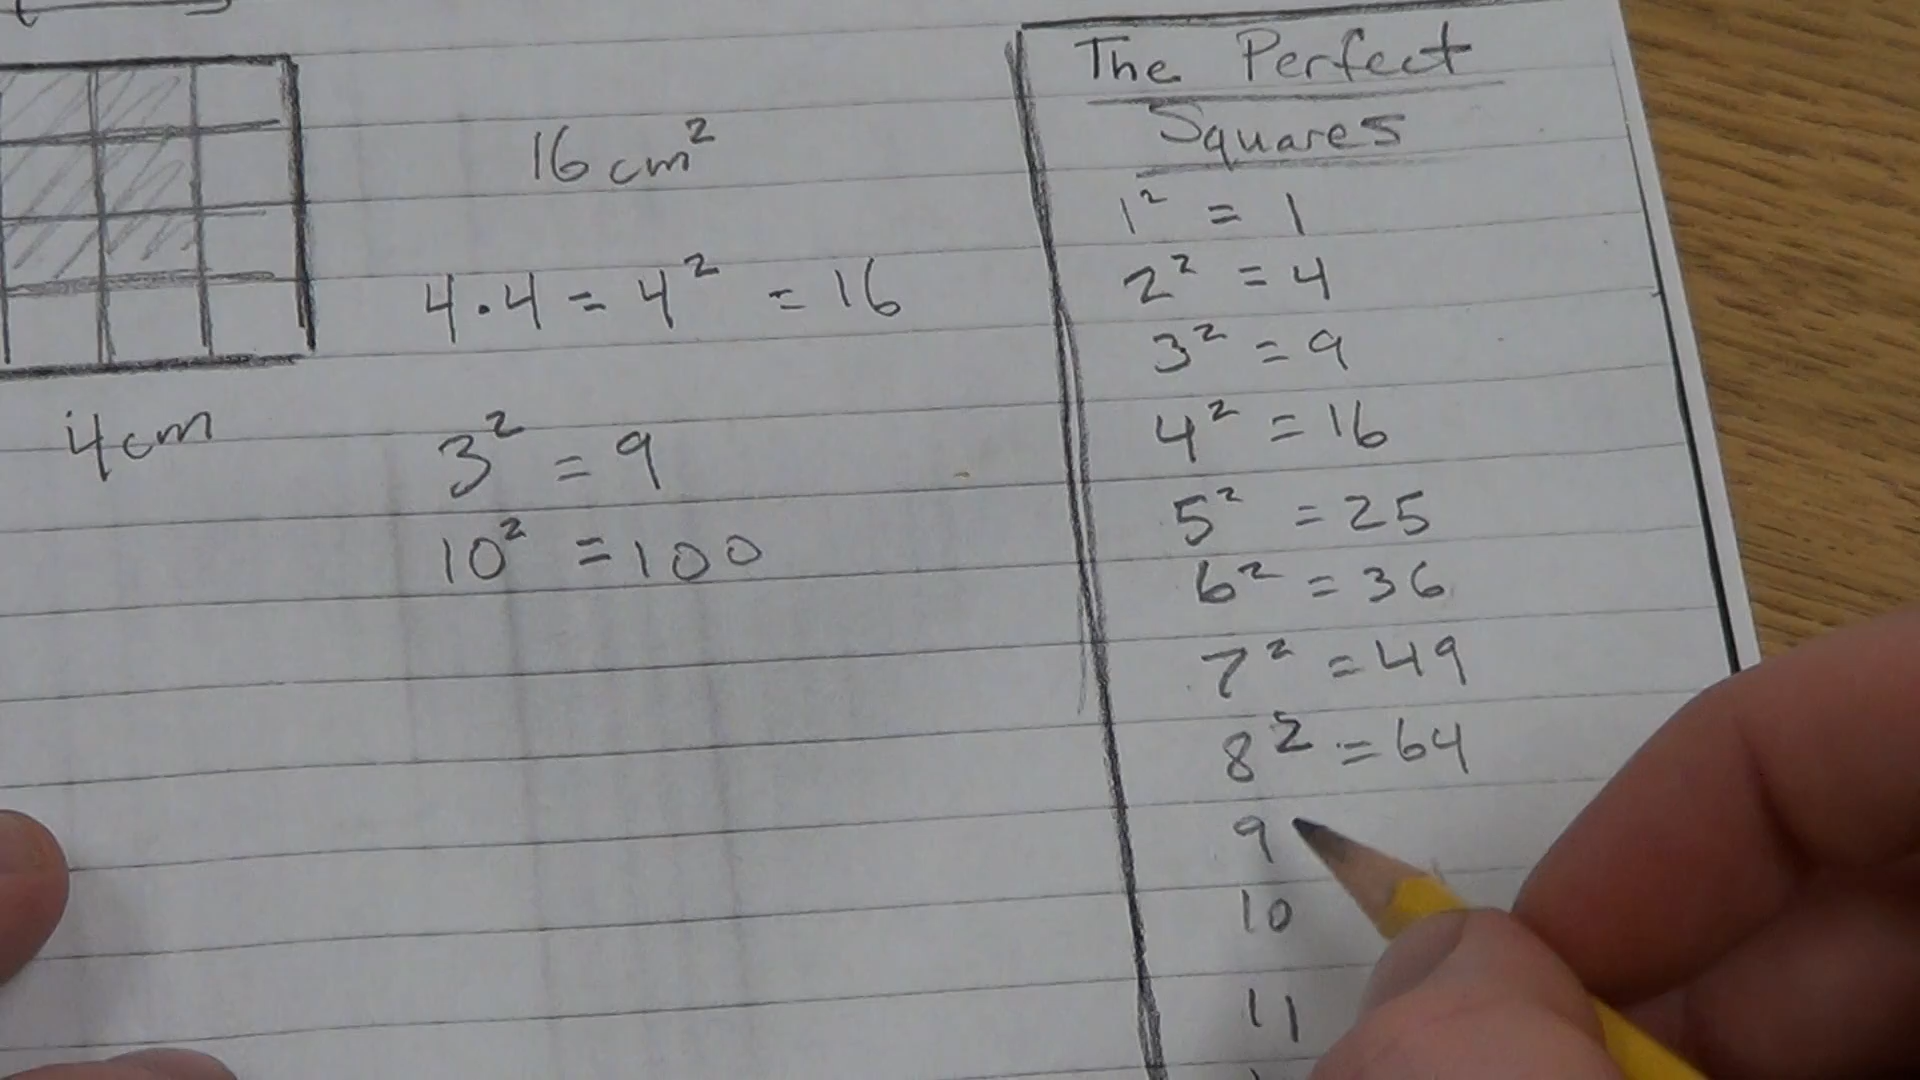 16 cm²
4 · 4 = 4² = 16
4cm
3² = 9
10² = 100
The Perfect
Squares
1² = 1
2² = 4
3² = 9
4² = 16
5² = 25
6² = 36
7² = 49
8² = 64
9
10
11